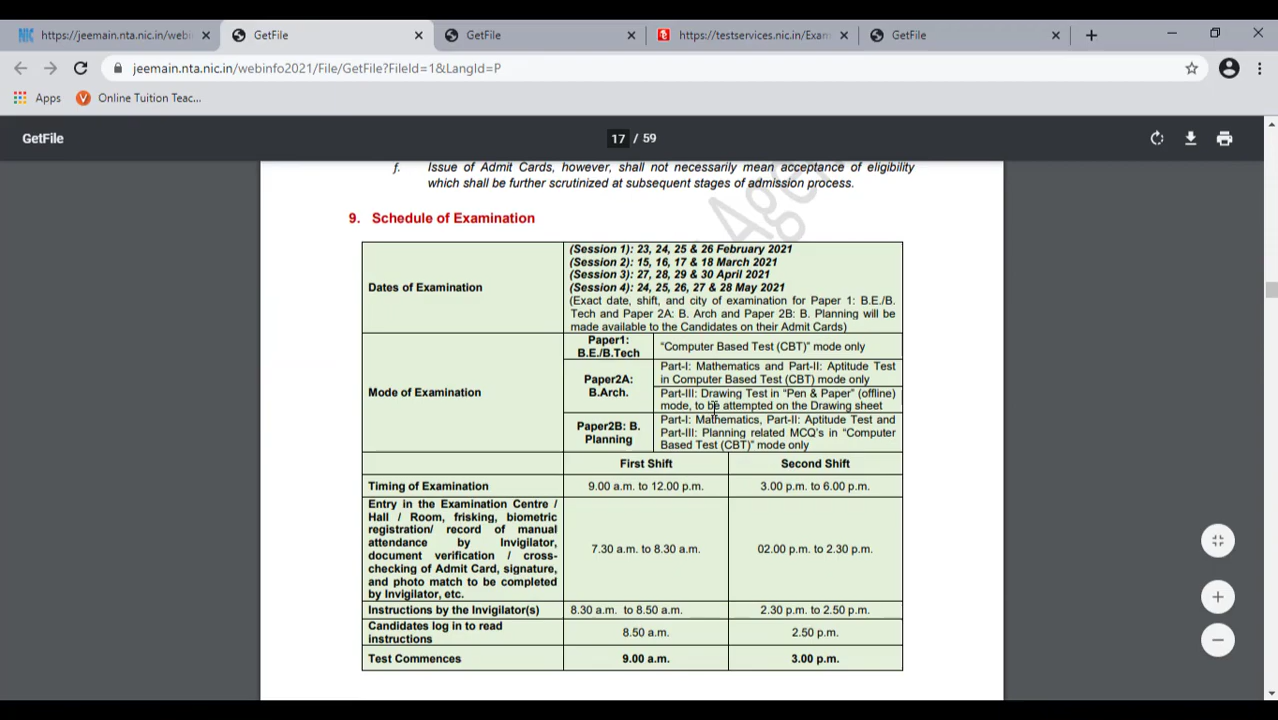 https://jeemain.nta.nic.in/webi
GetFile
GetFile
https://testservices.nic.in/Exam
GetFile
jeemain.nta.nic.in/webinfo2021/File/GetFile?FileId=1&LangId=P
Apps
Online Tuition Teac...
GetFile
17 / 59
f. Issue of Admit Cards, however, shall not necessarily mean acceptance of eligibility
which shall be further scrutinized at subsequent stages of admission process.
Age
9. Schedule of Examination
Dates of Examination
(Session 1): 23, 24, 25 & 26 February 2021
(Session 2): 15, 16, 17 & 18 March 2021
(Session 3): 27, 28, 29 & 30 April 2021
(Session 4): 24, 25, 26, 27 & 28 May 2021
(Exact date, shift, and city of examination for Paper 1: B.E./B.
Tech and Paper 2A: B. Arch and Paper 2B: B. Planning will be
made available to the Candidates on their Admit Cards)
Mode of Examination
Paper1:
B.E./B.Tech
“Computer Based Test (CBT)” mode only
Paper2A:
B.Arch.
Part-I: Mathematics and Part-II: Aptitude Test
in Computer Based Test (CBT) mode only
Part-III: Drawing Test in “Pen & Paper” (offline)
mode, to be attempted on the Drawing sheet
Paper2B: B.
Planning
Part-I: Mathematics, Part-II: Aptitude Test and
Part-III: Planning related MCQ’s in “Computer
Based Test (CBT)” mode only
First Shift
Second Shift
Timing of Examination
9.00 a.m. to 12.00 p.m.
3.00 p.m. to 6.00 p.m.
Entry in the Examination Centre /
Hall / Room, frisking, biometric
registration/ record of manual
attendance by Invigilator,
document verification / cross-
checking of Admit Card, signature,
and photo match to be completed
by Invigilator, etc.
7.30 a.m. to 8.30 a.m.
02.00 p.m. to 2.30 p.m.
Instructions by the Invigilator(s)
8.30 a.m. to 8.50 a.m.
2.30 p.m. to 2.50 p.m.
Candidates log in to read
instructions
8.50 a.m.
2.50 p.m.
Test Commences
9.00 a.m.
3.00 p.m.